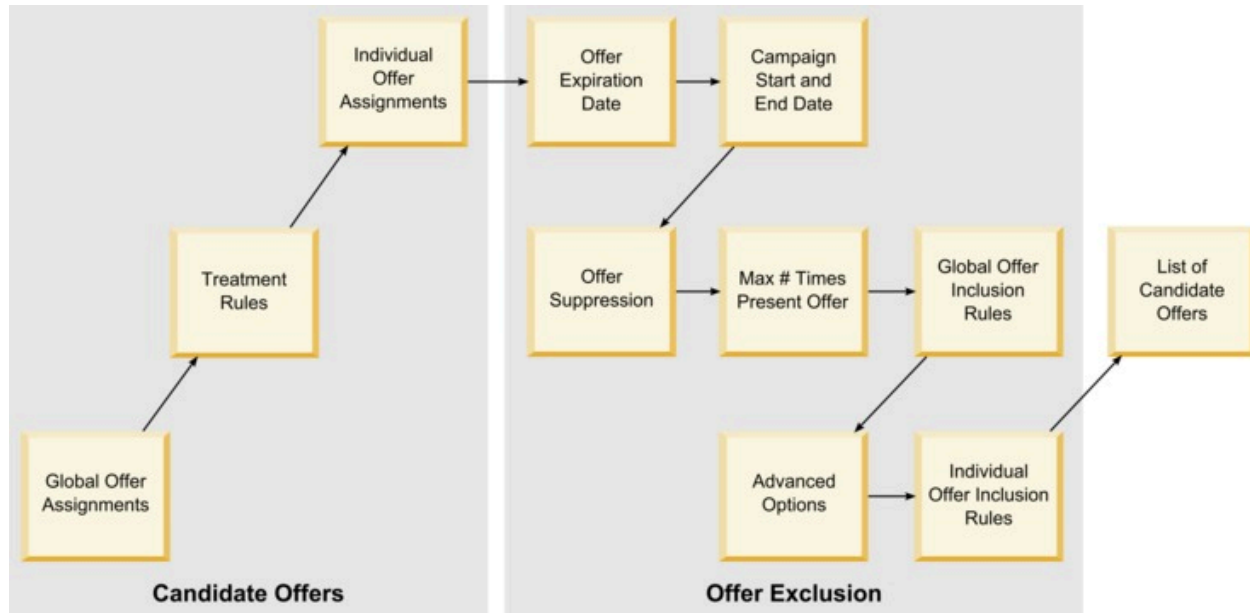 Individual
Offer
Assignments
Offer
Expiration
Date
Campaign
Start and
End Date
Treatment
Rules
Offer
Suppression
Max # Times
Present Offer
Global Offer
Inclusion
Rules
List of
Candidate
Offers
Global Offer
Assignments
Advanced
Options
Individual
Offer Inclusion
Rules
Candidate Offers
Offer Exclusion